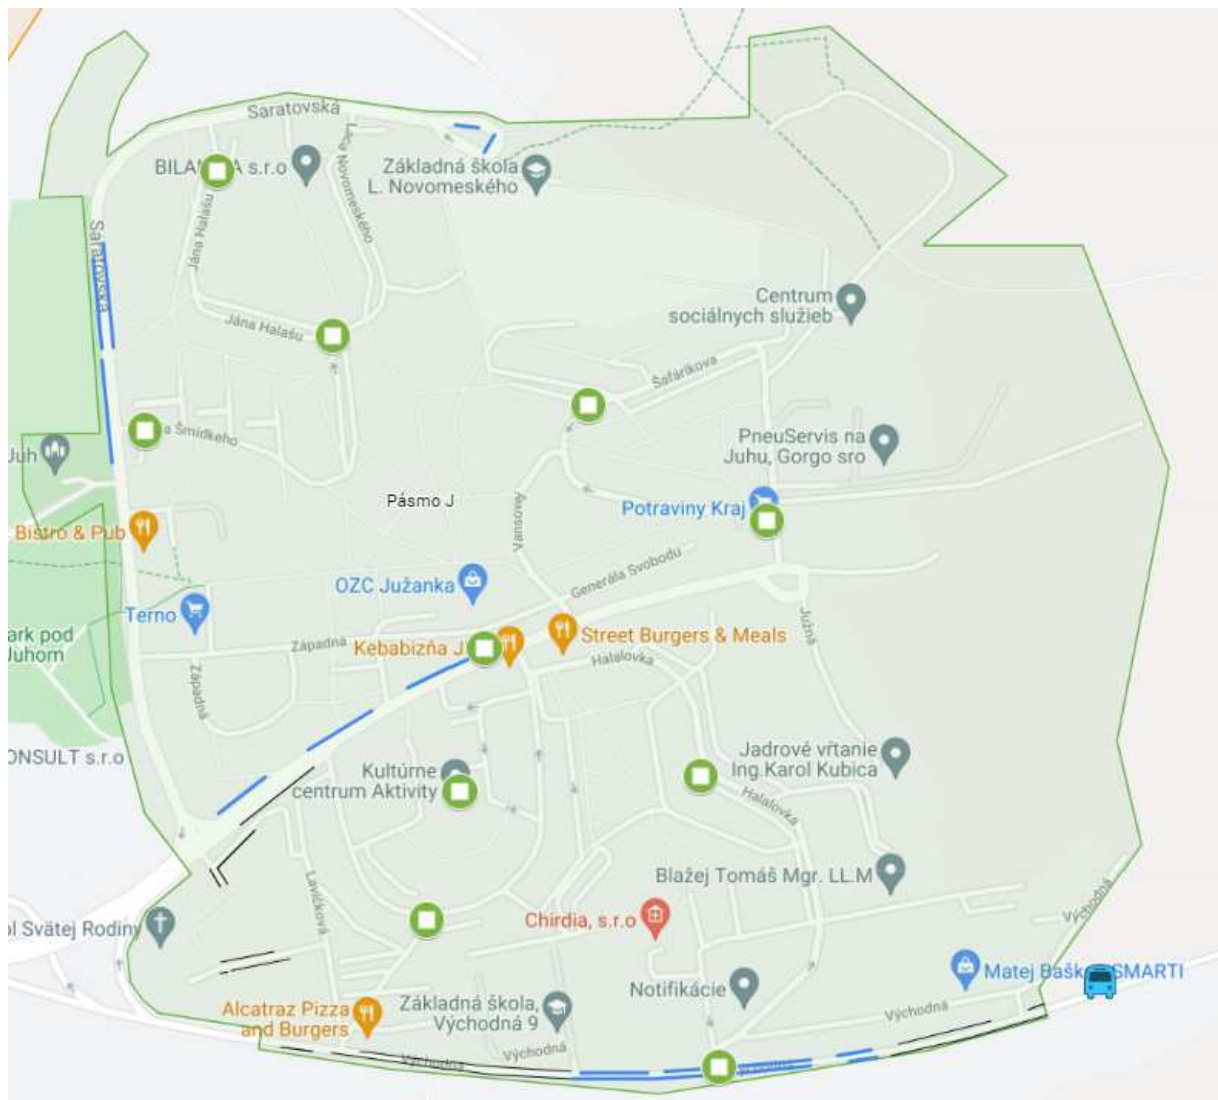 Saratovská
BILA
A s.r.o
Laca Novomeského
Základná škola
L. Novomeského
Jána Halašu
Saratovská
Centrum
sociálnych služieb
Jána Halašu
Šafárikova
a Šmidkeho
Juh
PneuServis na
Juhu, Gorgo sro
Pásmo J
Potraviny Kraj
Vansovej
Bistro & Pub
OZC Južanka
Generála Svobodu
Terno
ark pod
Juhom
Západná
Kebabizňa J
Street Burgers & Meals
Južná
Halalovka
Západná
ONSULT s.r.o
Jadrové vŕtanie
Ing.Karol Kubica
Kultúrne
centrum Aktivity
Halalovka
Lavičková
Blažej Tomáš Mgr. LL.M
Východná
ol Svätej Rodiny
Chirdia, s.r.o
Matej Bašk
SMARTI
Notifikácie
Alcatraz Pizza
and Burgers
Základná škola,
Východná 9
Východná
Východná
Východná